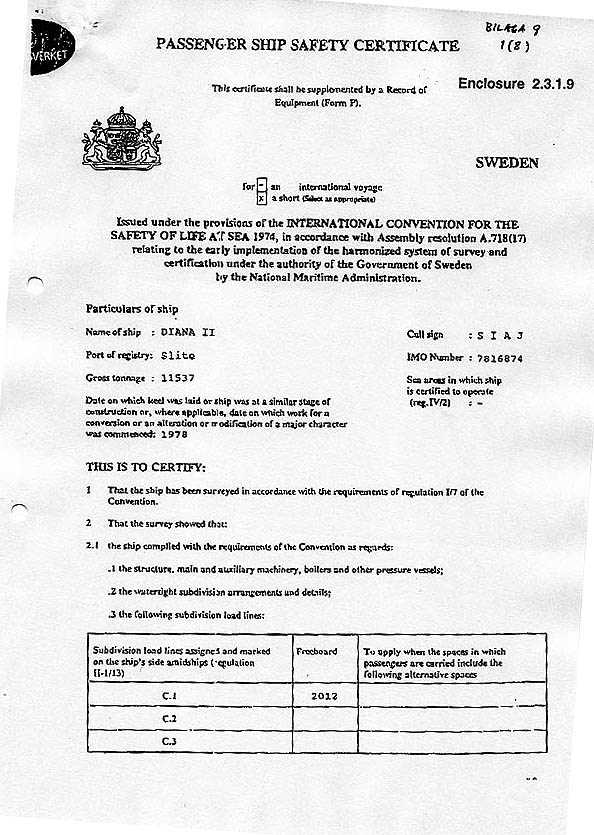 BILAGA 9
1(8)
VERKET
PASSENGER SHIP SAFETY CERTIFICATE
This certificate shall be supplemented by a Record of
Equipment (Form P).
Enclosure 2.3.1.9
SWEDEN
for - an international voyage
x a short (Select as appropriate)
Issued under the provisions of the INTERNATIONAL CONVENTION FOR THE
SAFETY OF LIFE AT SEA 1974, in accordance with Assembly resolution A.718(17)
relating to the early implementation of the harmonized system of survey and
certification under the authority of the Government of Sweden
by the National Maritime Administration.
Particulars of ship
Name of ship : DIANA II
Call sign : S I A J
Port of registry: Slite
IMO Number : 7816874
Gross tonnage : 11537
Sea areas in which ship
is certified to operate
(reg.IV/2) : -
Date on which keel was laid or ship was at a similar stage of
construction or, where applicable, date on which work for a
conversion or an alteration or modification of a major character
was commenced: 1978
THIS IS TO CERTIFY:
1 That the ship has been surveyed in accordance with the requirements of regulation I/7 of the
Convention.
2 That the survey showed that:
2.1 the ship complied with the requirements of the Convention as regards:
.1 the structure, main and auxiliary machinery, boilers and other pressure vessels;
.2 the watertight subdivision arrangements and details;
.3 the following subdivision load lines:
Subdivision load lines assigned and marked
on the ship's side amidships (regulation
II-1/13)
Freeboard
To apply when the spaces in which
passengers are carried include the
following alternative spaces
C.1 2012
C.2
C.3